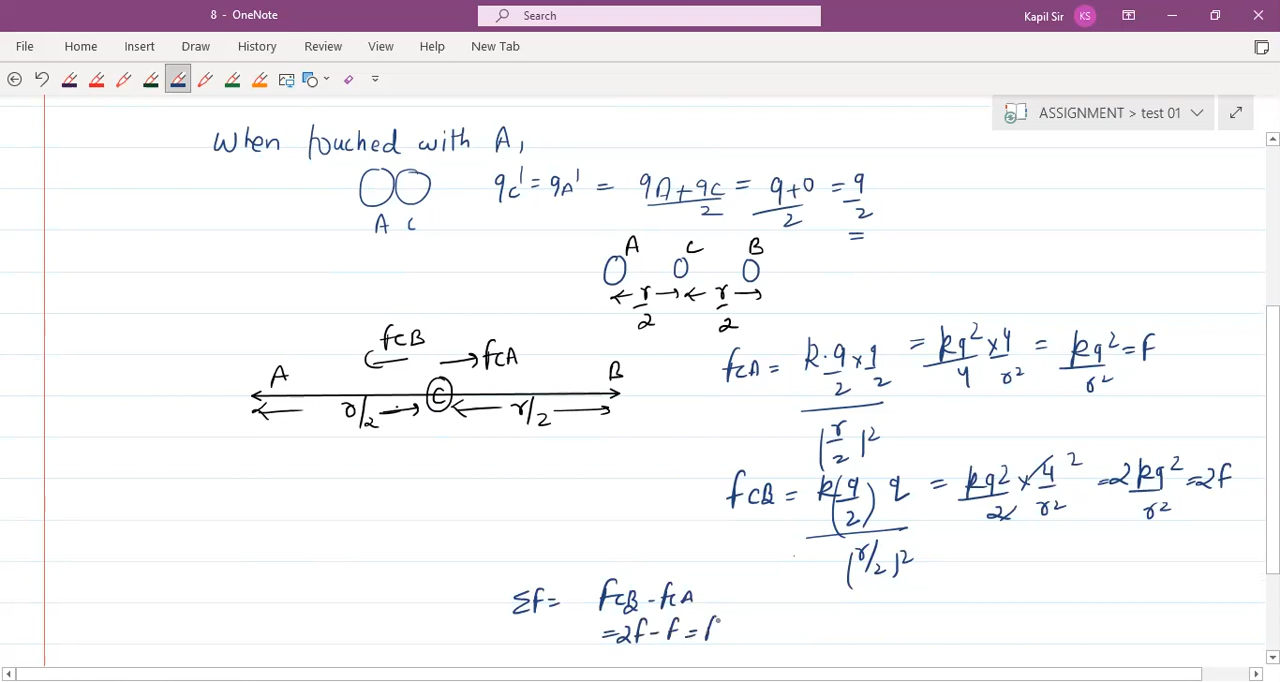 8 - OneNote
Search
Kapil Sir
KS
File Home Insert Draw History Review View Help New Tab
ASSIGNMENT > test 01
When touched with A,
A C
qc' = qA' = qA+qc/2 = q+0/2 = q/2
=
A C B
r/2 r/2
fCB
fCA
A C B
r/2 r/2
fCA = k·q/2×q/2 / (r/2)² = kq²/4 × 4/r² = kq²/r² = F
fCB = k(q/2) q / (r/2)² = kq²/2 × 4/r² 2 = 2kq²/r² = 2F
Σf = fCB - fCA
= 2f - f = f